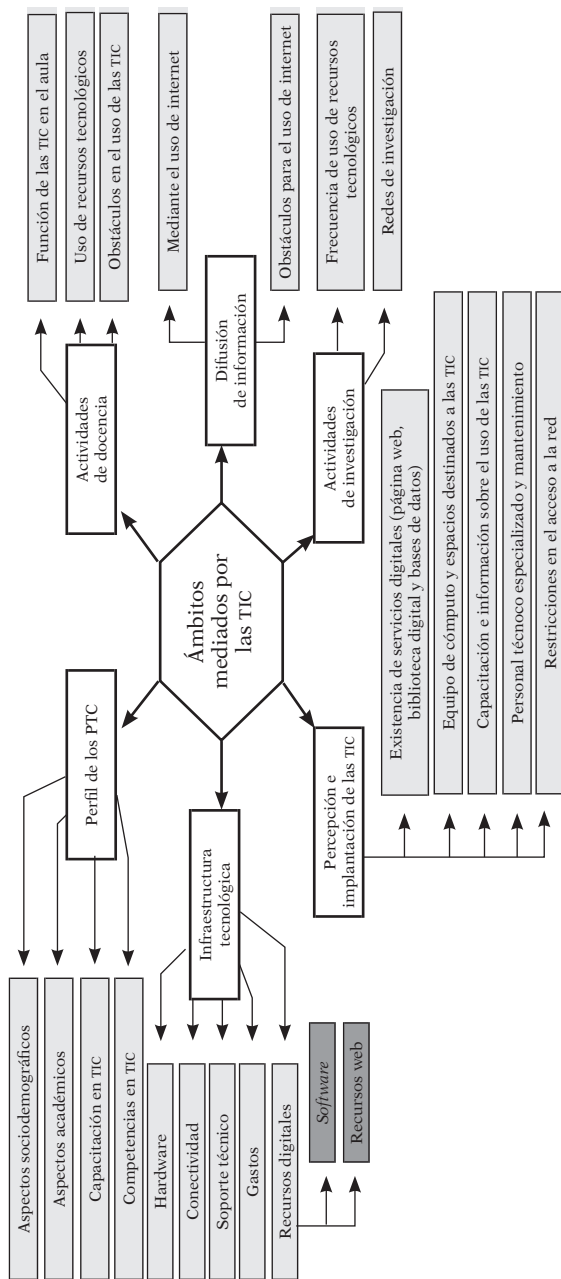 Aspectos sociodemográficos
Aspectos académicos
Capacitación en TIC
Competencias en TIC
Hardware
Conectividad
Soporte técnico
Gastos
Recursos digitales
Software
Recursos web
Perfil de los PTC
Infraestructura
tecnológica
Percepción e
implantación de las TIC
Ámbitos
mediados por
las TIC
Actividades
de docencia
Difusión
de información
Actividades
de investigación
Función de las TIC en el aula
Uso de recursos tecnológicos
Obstáculos en el uso de las TIC
Mediante el uso de internet
Obstáculos para el uso de internet
Frecuencia de uso de recursos
tecnológicos
Redes de investigación
Existencia de servicios digitales (página web,
biblioteca digital y bases de datos)
Equipo de cómputo y espacios destinados a las TIC
Capacitación e información sobre el uso de las TIC
Personal técnoco especializado y mantenimiento
Restricciones en el acceso a la red